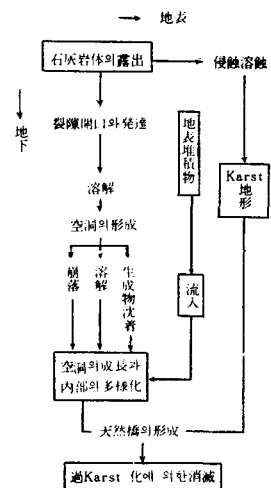 地表
石灰岩体의露出
侵蝕溶蝕
地下
裂隙開口와発達
地表堆積物
溶解
Karst
地形
空洞의形成
崩落
溶解
生成物沈着
流入
空洞의成長과
内部의多様化
天然橋의形成
過Karst 化에 의한消滅